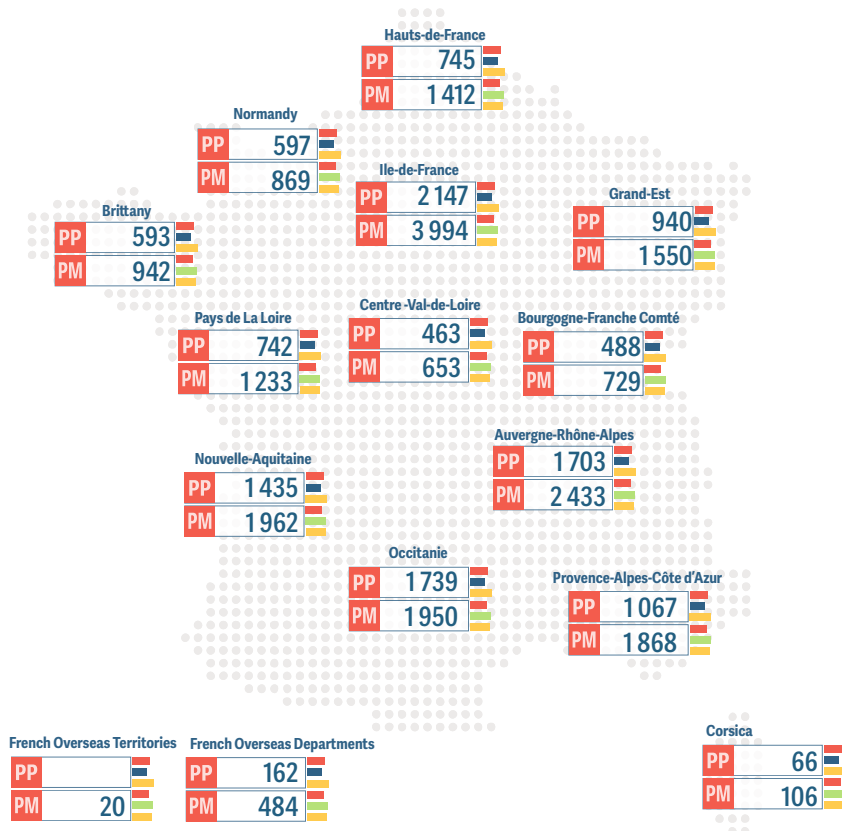 Hauts-de-France
PP 745
PM 1 412
Normandy
PP 597
PM 869
Ile-de-France
PP 2 147
PM 3 994
Grand-Est
PP 940
PM 1 550
Brittany
PP 593
PM 942
Pays de La Loire
PP 742
PM 1 233
Centre -Val-de-Loire
PP 463
PM 653
Bourgogne-Franche Comté
PP 488
PM 729
Auvergne-Rhône-Alpes
PP 1 703
PM 2 433
Nouvelle-Aquitaine
PP 1 435
PM 1 962
Occitanie
PP 1 739
PM 1 950
Provence-Alpes-Côte d'Azur
PP 1 067
PM 1 868
French Overseas Territories
PP
PM 20
French Overseas Departments
PP 162
PM 484
Corsica
PP 66
PM 106